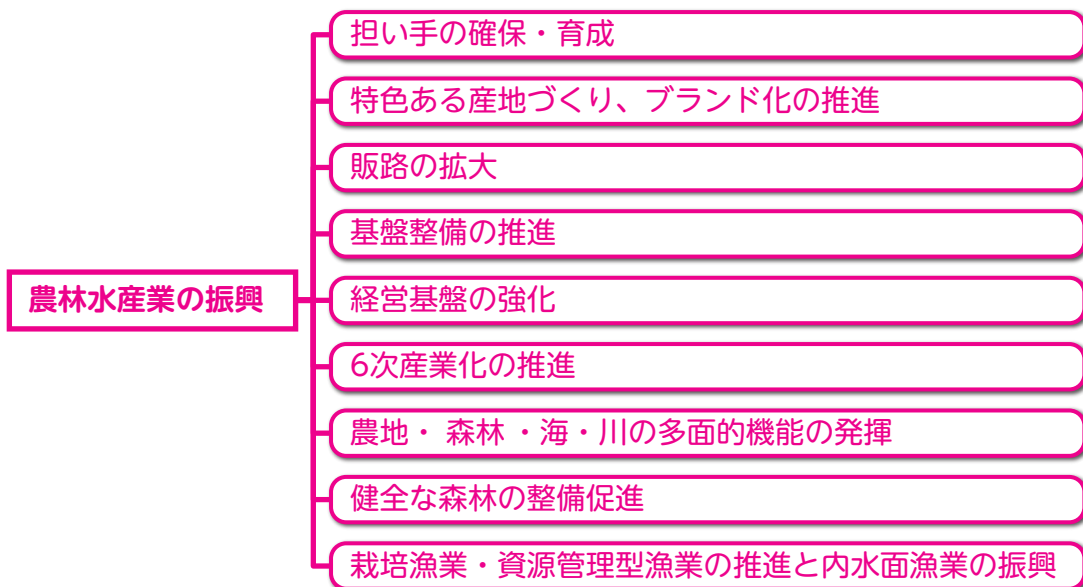 農林水産業の振興
担い手の確保・育成
特色ある産地づくり、ブランド化の推進
販路の拡大
基盤整備の推進
経営基盤の強化
6次産業化の推進
農地・ 森林 ・海・川の多面的機能の発揮
健全な森林の整備促進
栽培漁業・資源管理型漁業の推進と内水面漁業の振興